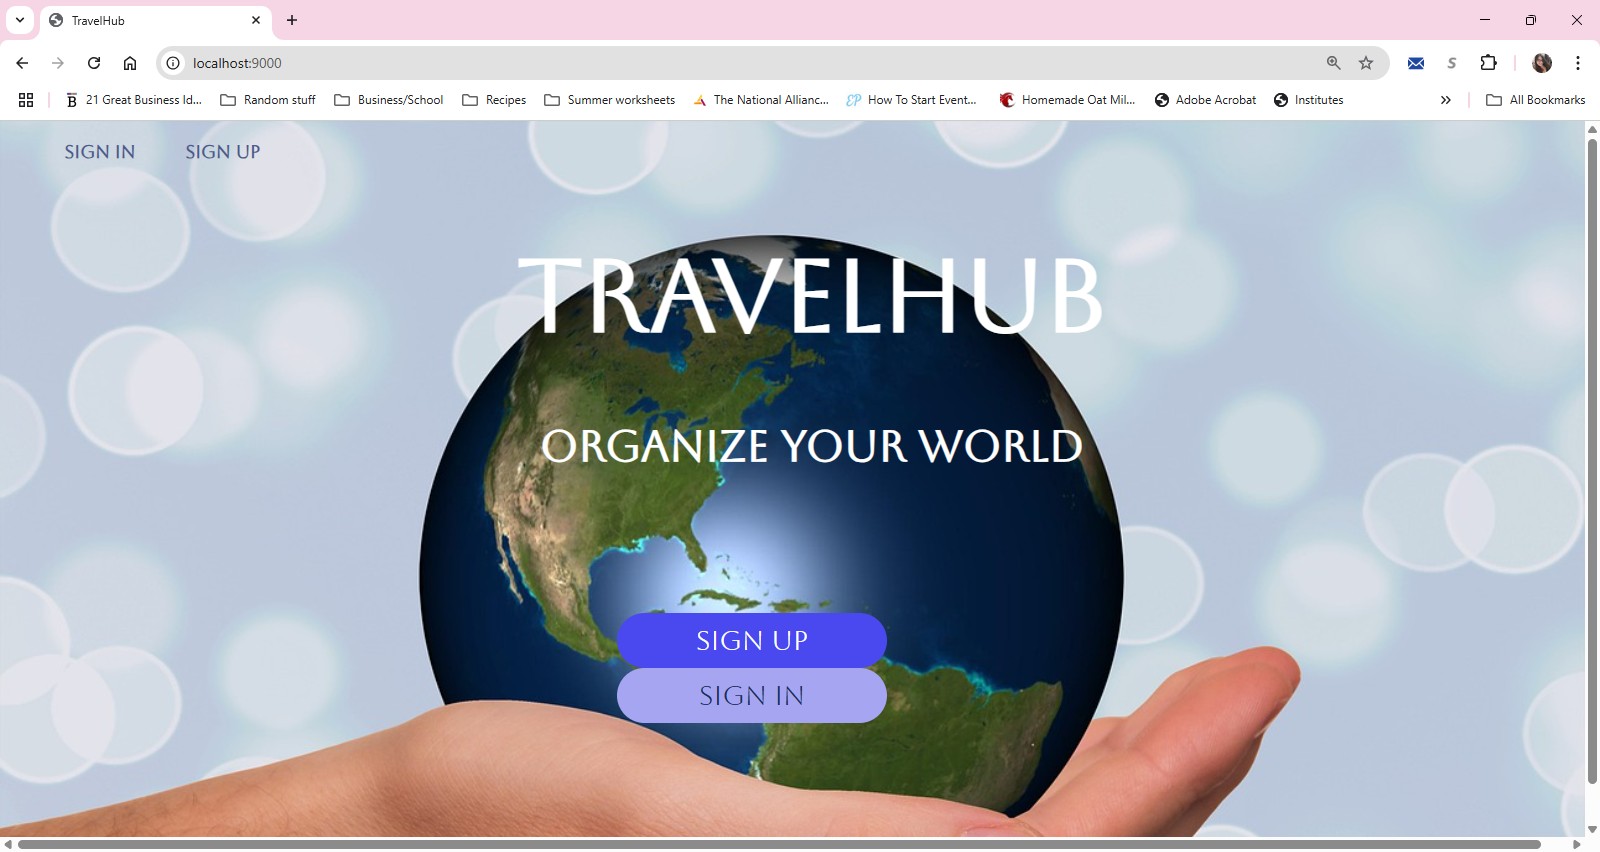 TravelHub
localhost:9000
21 Great Business Id...
Random stuff
Business/School
Recipes
Summer worksheets
The National Allianc...
EP
How To Start Event...
Homemade Oat Mil...
Adobe Acrobat
Institutes
All Bookmarks
SIGN IN
SIGN UP
TRAVELHUB
ORGANIZE YOUR WORLD
SIGN UP
SIGN IN